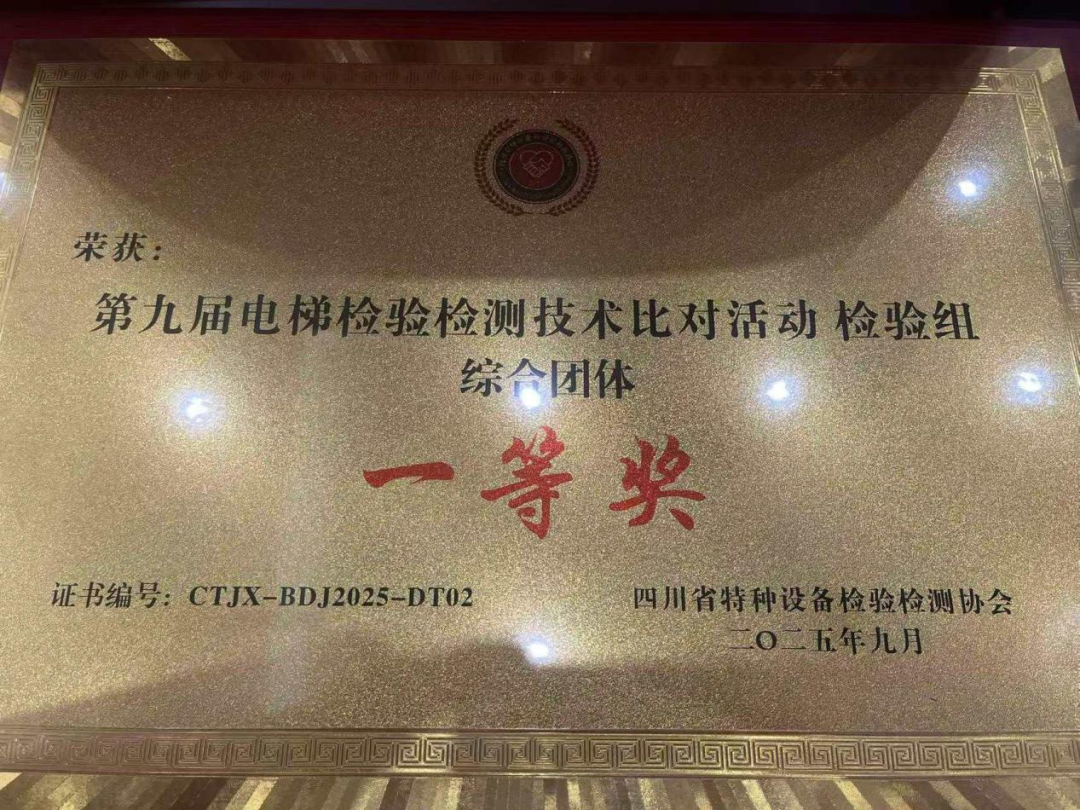 荣获：
第九届电梯检验检测技术比对活动 检验组
综合团体
一等奖
证书编号：CTJX-BDJ2025-DT02
四川省特种设备检验检测协会
二〇二五年九月